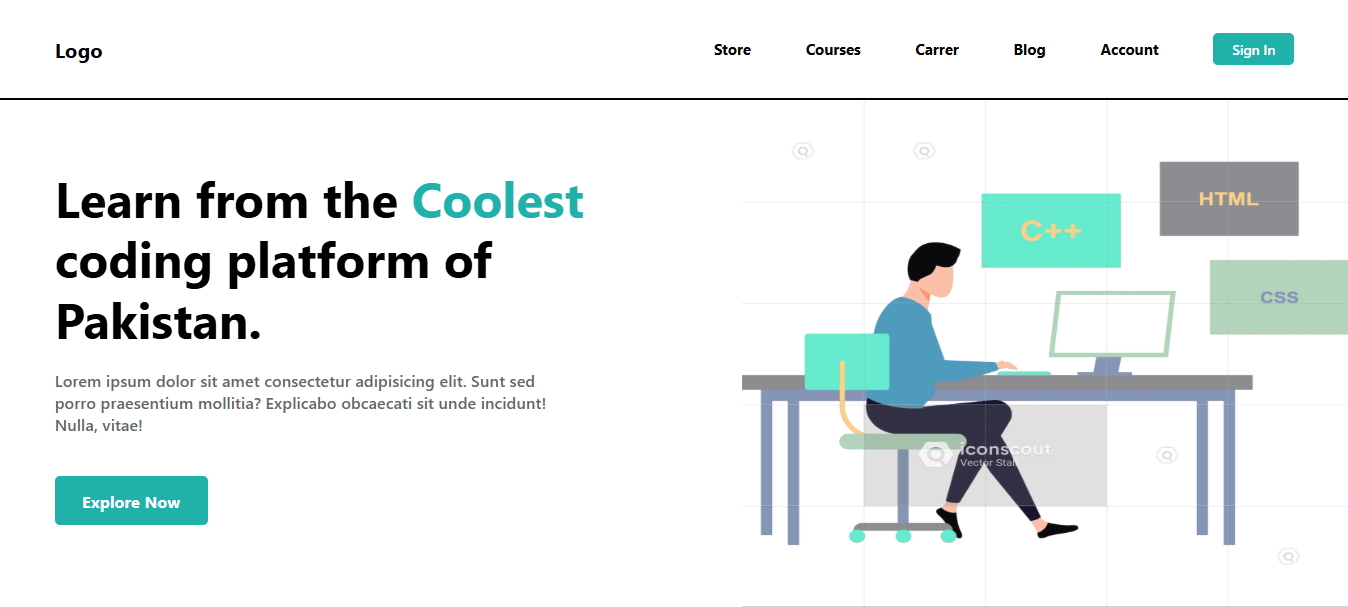 Logo
Store
Courses
Carrer
Blog
Account
Sign In
Learn from the Coolest
coding platform of
Pakistan.
Lorem ipsum dolor sit amet consectetur adipisicing elit. Sunt sed
porro praesentium mollitia? Explicabo obcaecati sit unde incidunt!
Nulla, vitae!
Explore Now
HTML
C++
CSS
iconscout
Vector Stall